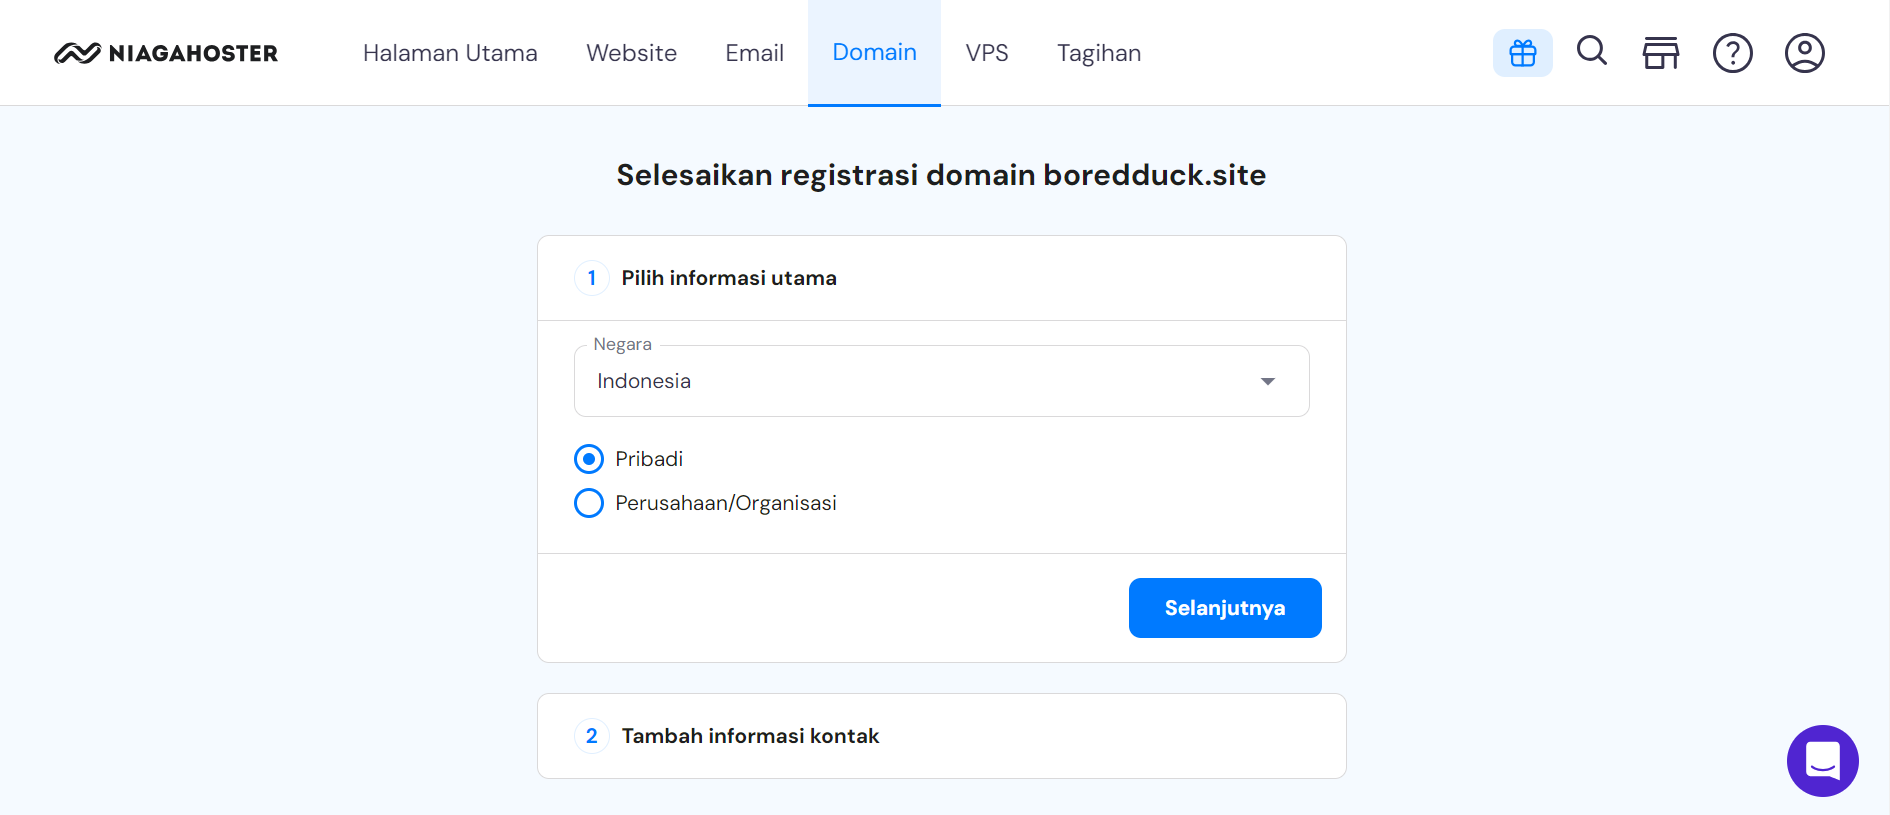 NIAGAHOSTER
Halaman Utama
Website
Email
Domain
VPS
Tagihan
Selesaikan registrasi domain boredduck.site
1 Pilih informasi utama
Negara
Indonesia
Pribadi
Perusahaan/Organisasi
Selanjutnya
2 Tambah informasi kontak